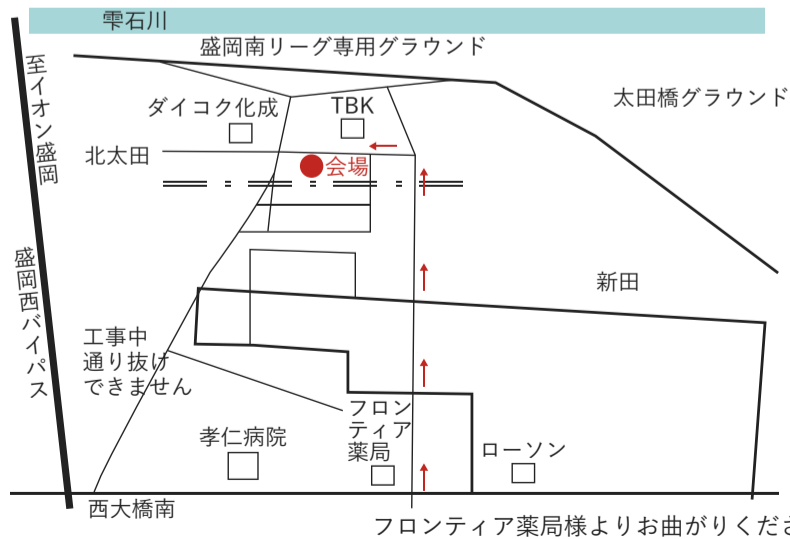 雫石川
盛岡南リーグ専用グラウンド
至イオン盛岡
太田橋グラウンド
ダイコク化成
TBK
北太田
会場
盛岡西バイパス
新田
工事中
通り抜け
できません
フロン
ティア
薬局
孝仁病院
ローソン
西大橋南
フロンティア薬局様よりお曲がりくださ